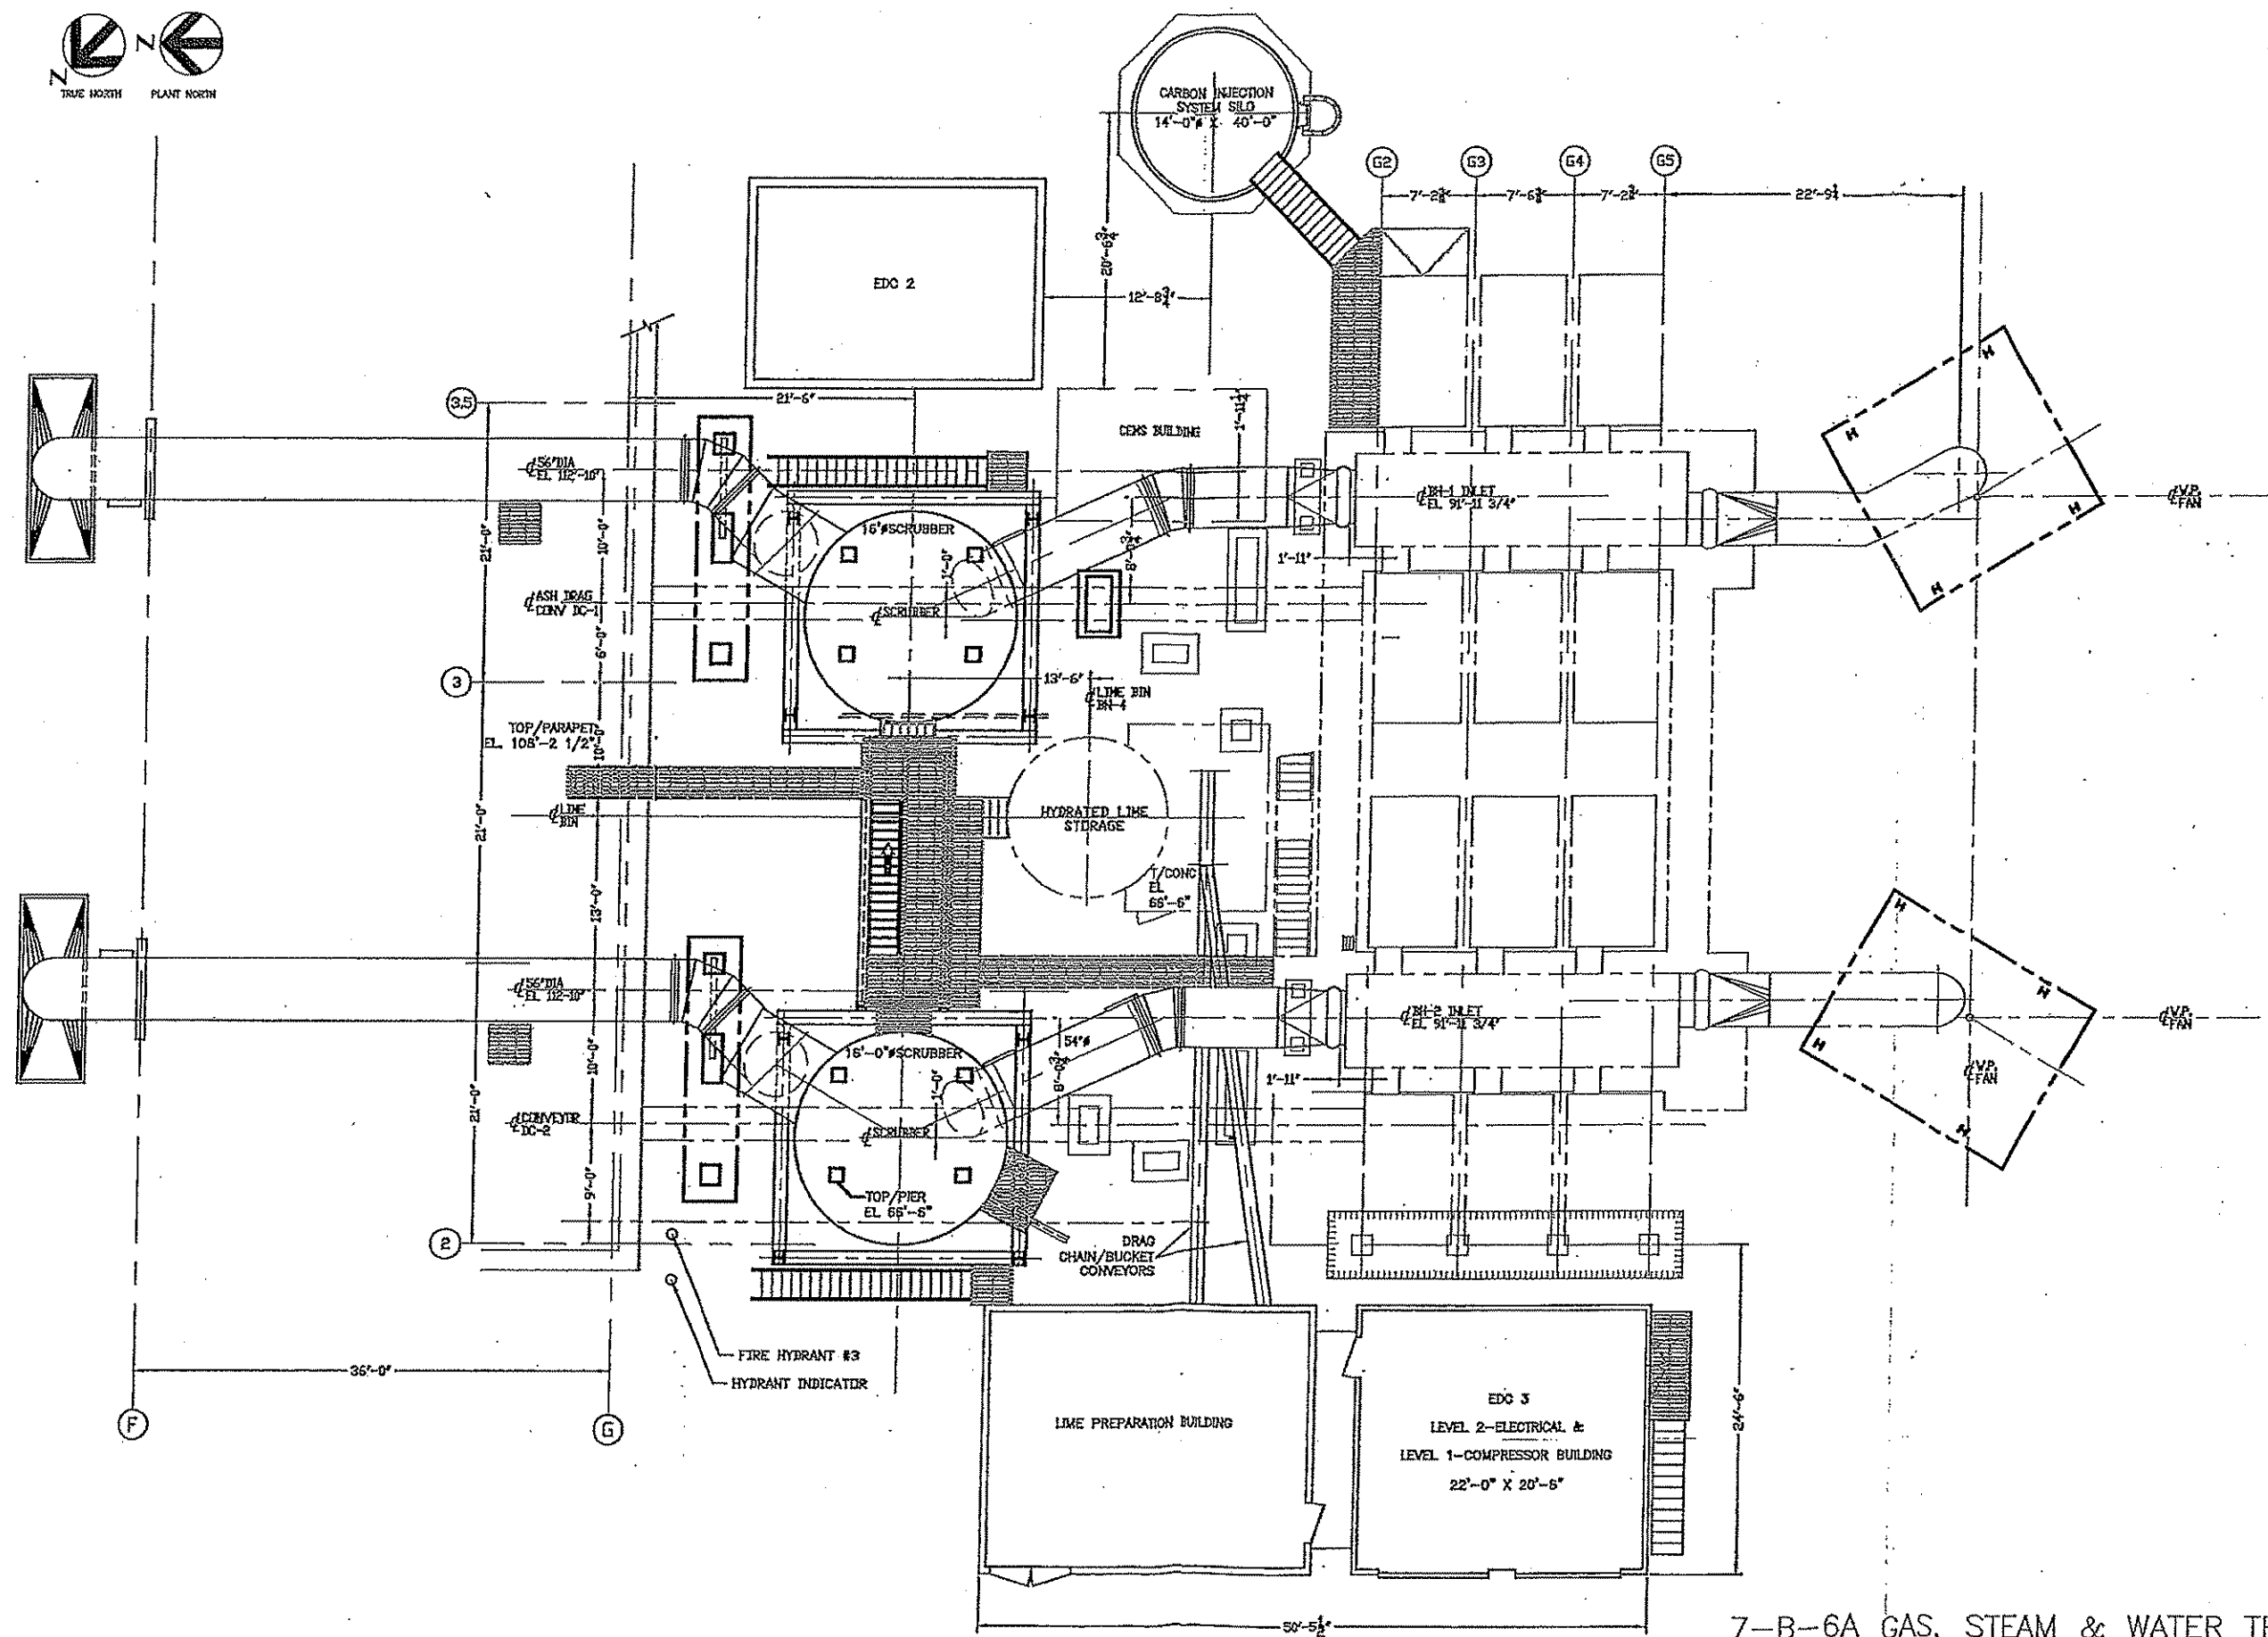 Z
TRUE NORTH
Z
PLANT NORTH
CARBON INJECTION
SYSTEM SILO
14'-0"ø X 40'-0"
G2
G3
G4
G5
7'-6⅜"
22'-9¼"
20'-6¾"
12'-8¾"
EDC 2
3.5
21'-6"
1'-11¼"
CEMS BUILDING
56"DIA
EL 112'-10"
16'øSCRUBBER
BH-1 INLET
EL 91'-11 3/4"
V.P.
FAN
21'-0"
10'-0"
1'-11"
8'-0¾"
1'-0"
ASH DRAG
CONV DC-1
SCRUBBER
6'-0"
3
13'-6"
LIME BIN
BN-4
TOP/PARAPET
EL. 108'-2 1/2"
10'-0"
LIME
BIN
HYDRATED LIME
STORAGE
21'-0"
T/CONC
EL
66'-6"
13'-0"
56"DIA
EL 112-10"
16'-0"øSCRUBBER
54"ø
BH-2 INLET
EL 91'-11 3/4"
V.P.
FAN
10'-0"
8'-0¾"
1'-11"
1'-0"
V.P.
FAN
21'-0"
CONVEYOR
DC-2
SCRUBBER
9'-0"
TOP/PIER
EL 66'-6"
2
DRAG
CHAIN/BUCKET
CONVEYORS
FIRE HYDRANT #3
HYDRANT INDICATOR
36'-0"
F
G
LIME PREPARATION BUILDING
EDC 3
LEVEL 2-ELECTRICAL &
LEVEL 1-COMPRESSOR BUILDING
22'-0" X 20'-6"
24'-6"
50'-5½"
7-B-6A GAS, STEAM & WATER